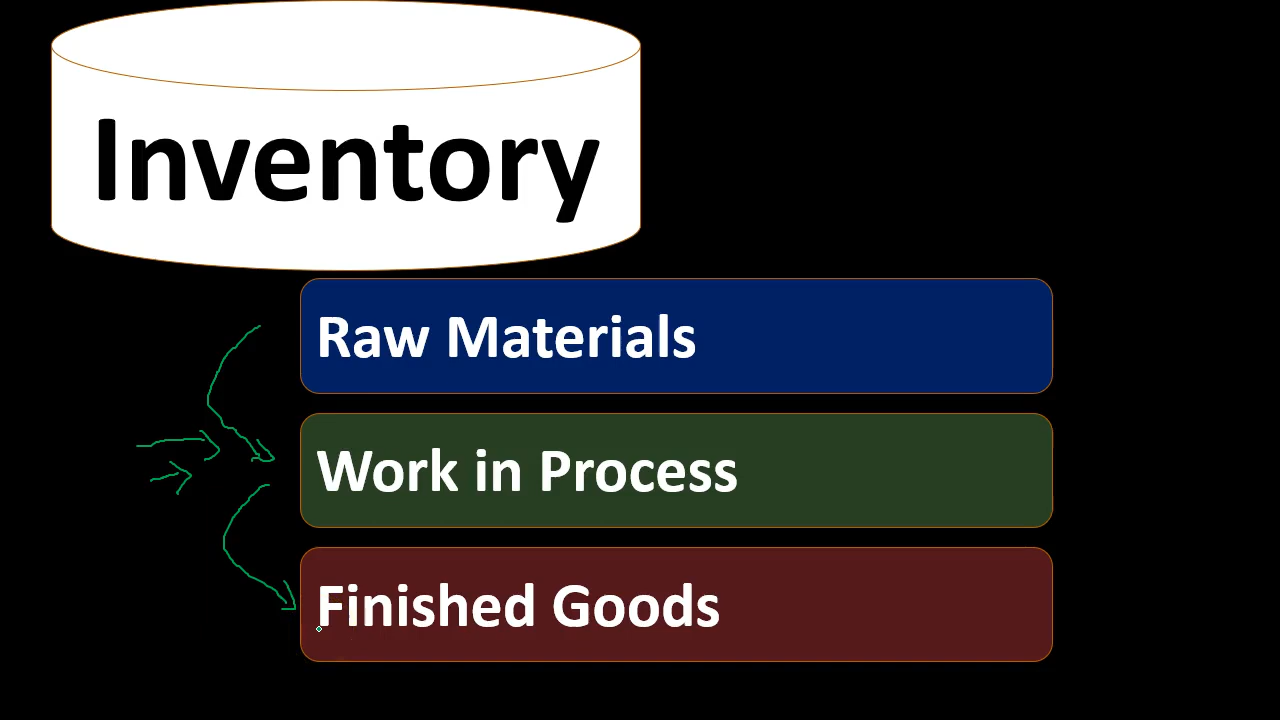 Inventory
Raw Materials
Work in Process
Finished Goods